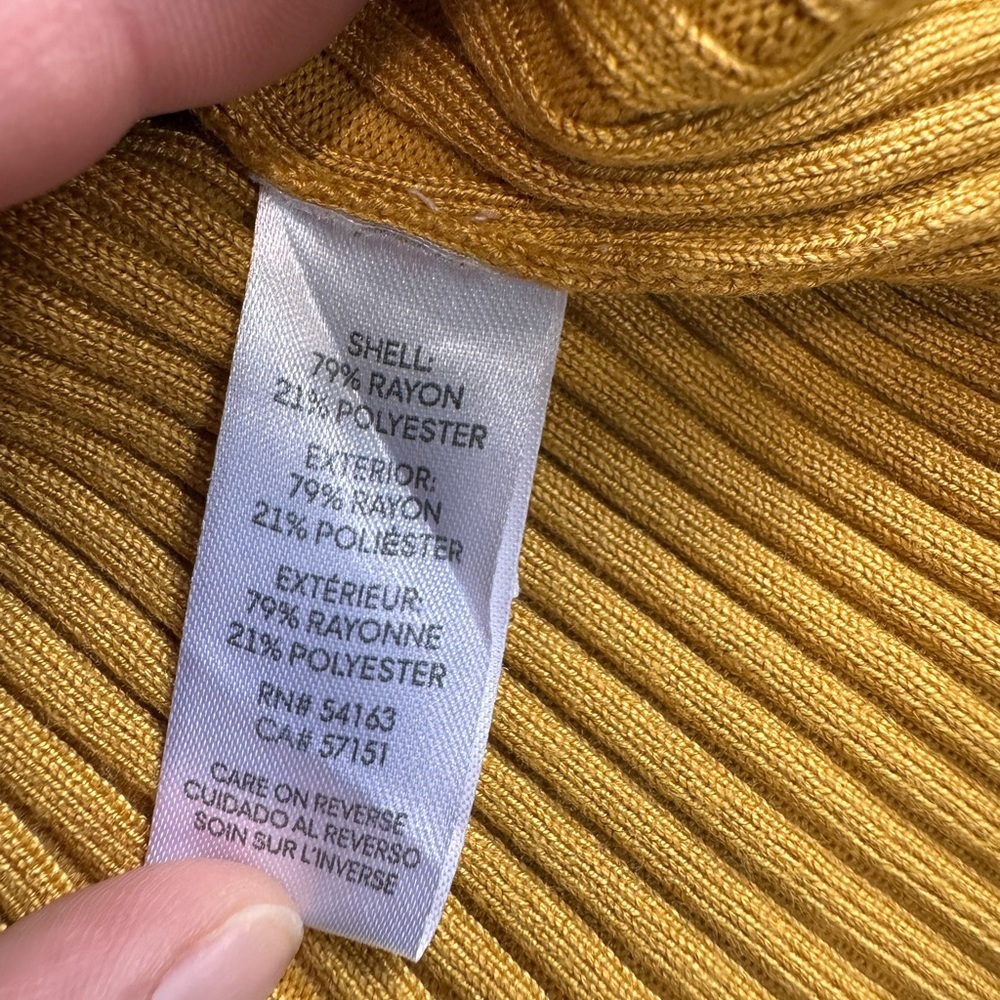 SHELL:
79% RAYON
21% POLYESTER
EXTERIOR:
79% RAYON
21% POLIÉSTER
EXTÉRIEUR:
79% RAYONNE
21% POLYESTER
RN# 54163
CA# 57151
CARE ON REVERSE
CUIDADO AL REVERSO
SOIN SUR L'INVERSE